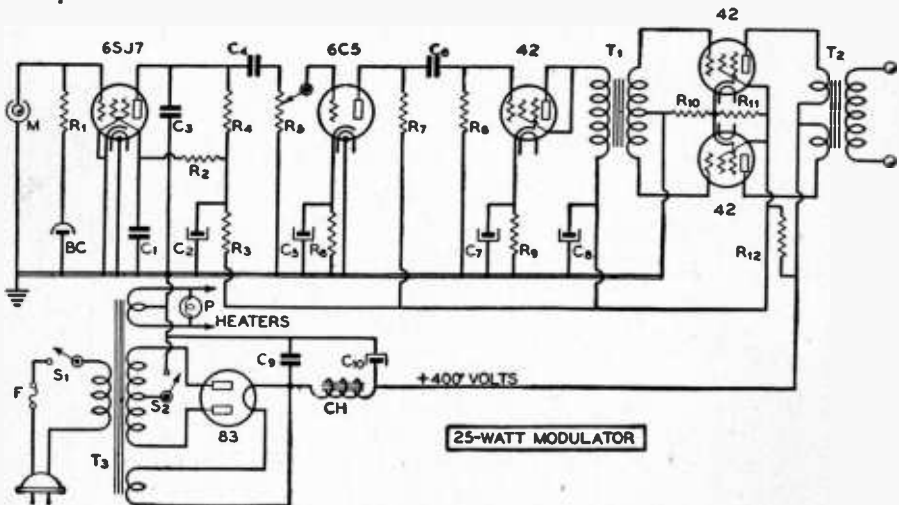 42
6SJ7
C4
6C5
C6
42
T1
T2
M
R1
C3
R4
R5
R7
R8
R10
R11
R2
42
BC
C1
C2
R3
C5
R6
C7
R9
C8
R12
P
HEATERS
S1
F
S2
C9
C10
+400 VOLTS
CH
83
T3
25-WATT MODULATOR